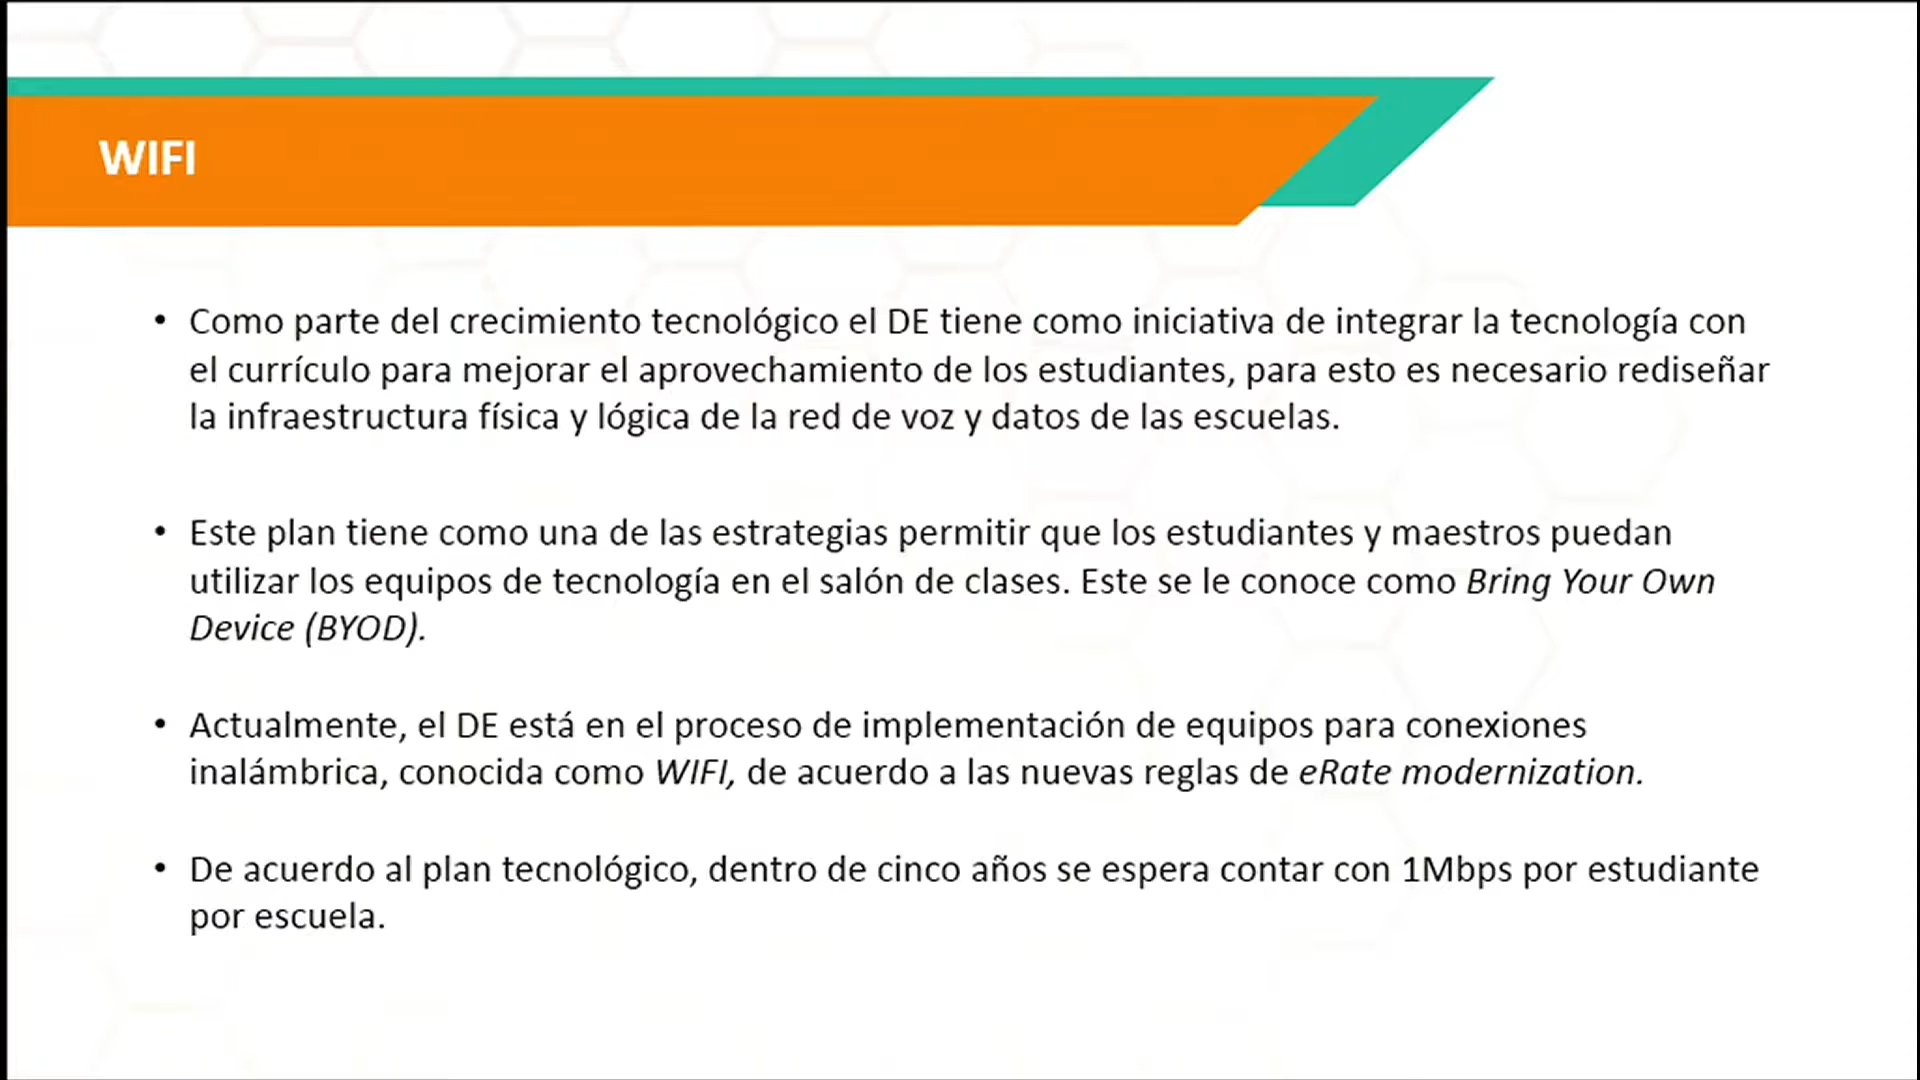 WIFI
• Como parte del crecimiento tecnológico el DE tiene como iniciativa de integrar la tecnología con
el currículo para mejorar el aprovechamiento de los estudiantes, para esto es necesario rediseñar
la infraestructura física y lógica de la red de voz y datos de las escuelas.
• Este plan tiene como una de las estrategias permitir que los estudiantes y maestros puedan
utilizar los equipos de tecnología en el salón de clases. Este se le conoce como Bring Your Own
Device (BYOD).
• Actualmente, el DE está en el proceso de implementación de equipos para conexiones
inalámbrica, conocida como WIFI, de acuerdo a las nuevas reglas de eRate modernization.
• De acuerdo al plan tecnológico, dentro de cinco años se espera contar con 1Mbps por estudiante
por escuela.